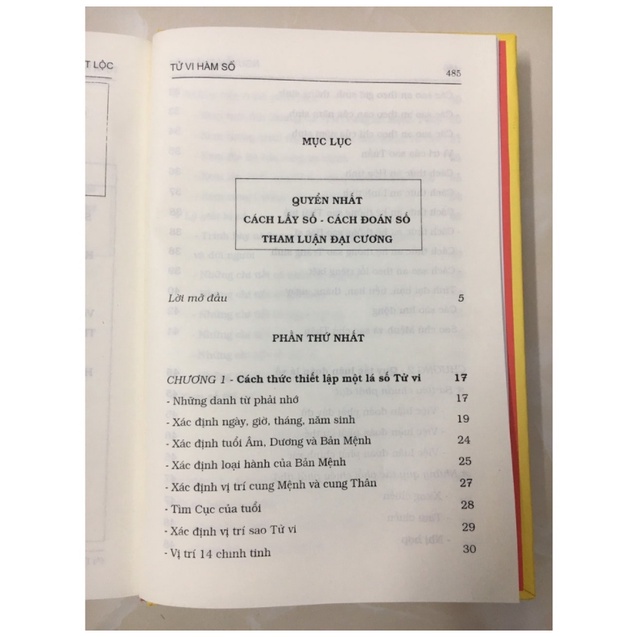 T LỘC
TỬ VI HÀM SỐ
485
MỤC LỤC
QUYỂN NHẤT
CÁCH LẤY SỐ - CÁCH ĐOÁN SỐ
THAM LUẬN ĐẠI CƯƠNG
Lời mở đầu 5
PHẦN THỨ NHẤT
CHƯƠNG 1 - Cách thức thiết lập một lá số Tử vi 17
- Những danh từ phải nhớ 17
- Xác định ngày, giờ, tháng, năm sinh 19
- Xác định tuổi Âm, Dương và Bản Mệnh 24
- Xác định loại hành của Bản Mệnh 25
- Xác định vị trí cung Mệnh và cung Thân 27
- Tìm Cục của tuổi 28
- Xác định vị trí sao Tử vi 29
- Vị trí 14 chính tinh 30